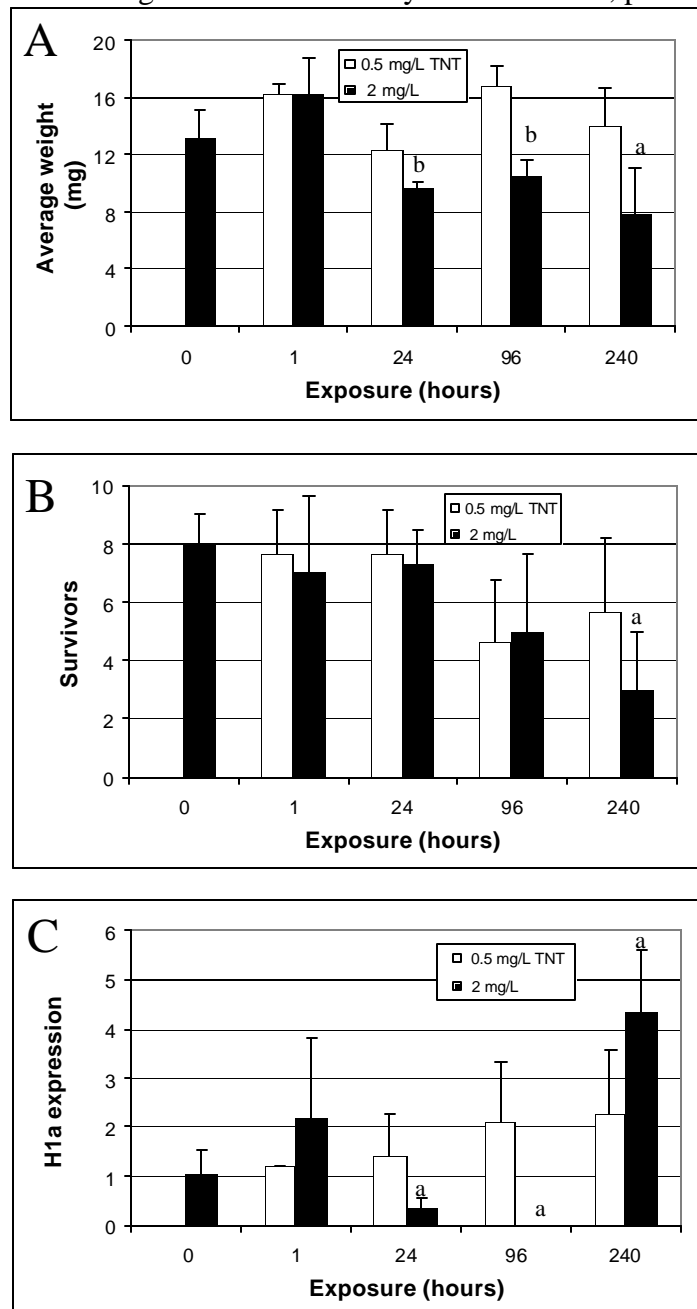 A
20
16
12
8
4
0
Average weight
(mg)
0.5 mg/L TNT
2 mg/L
b
b
a
0 1 24 96 240
Exposure (hours)
B
10
8
6
4
2
0
Survivors
0.5 mg/L TNT
2 mg/L
a
0 1 24 96 240
Exposure (hours)
C
6
5
4
3
2
1
0
H1a expression
0.5 mg/L TNT
2 mg/L
a
a
a
0 1 24 96 240
Exposure (hours)